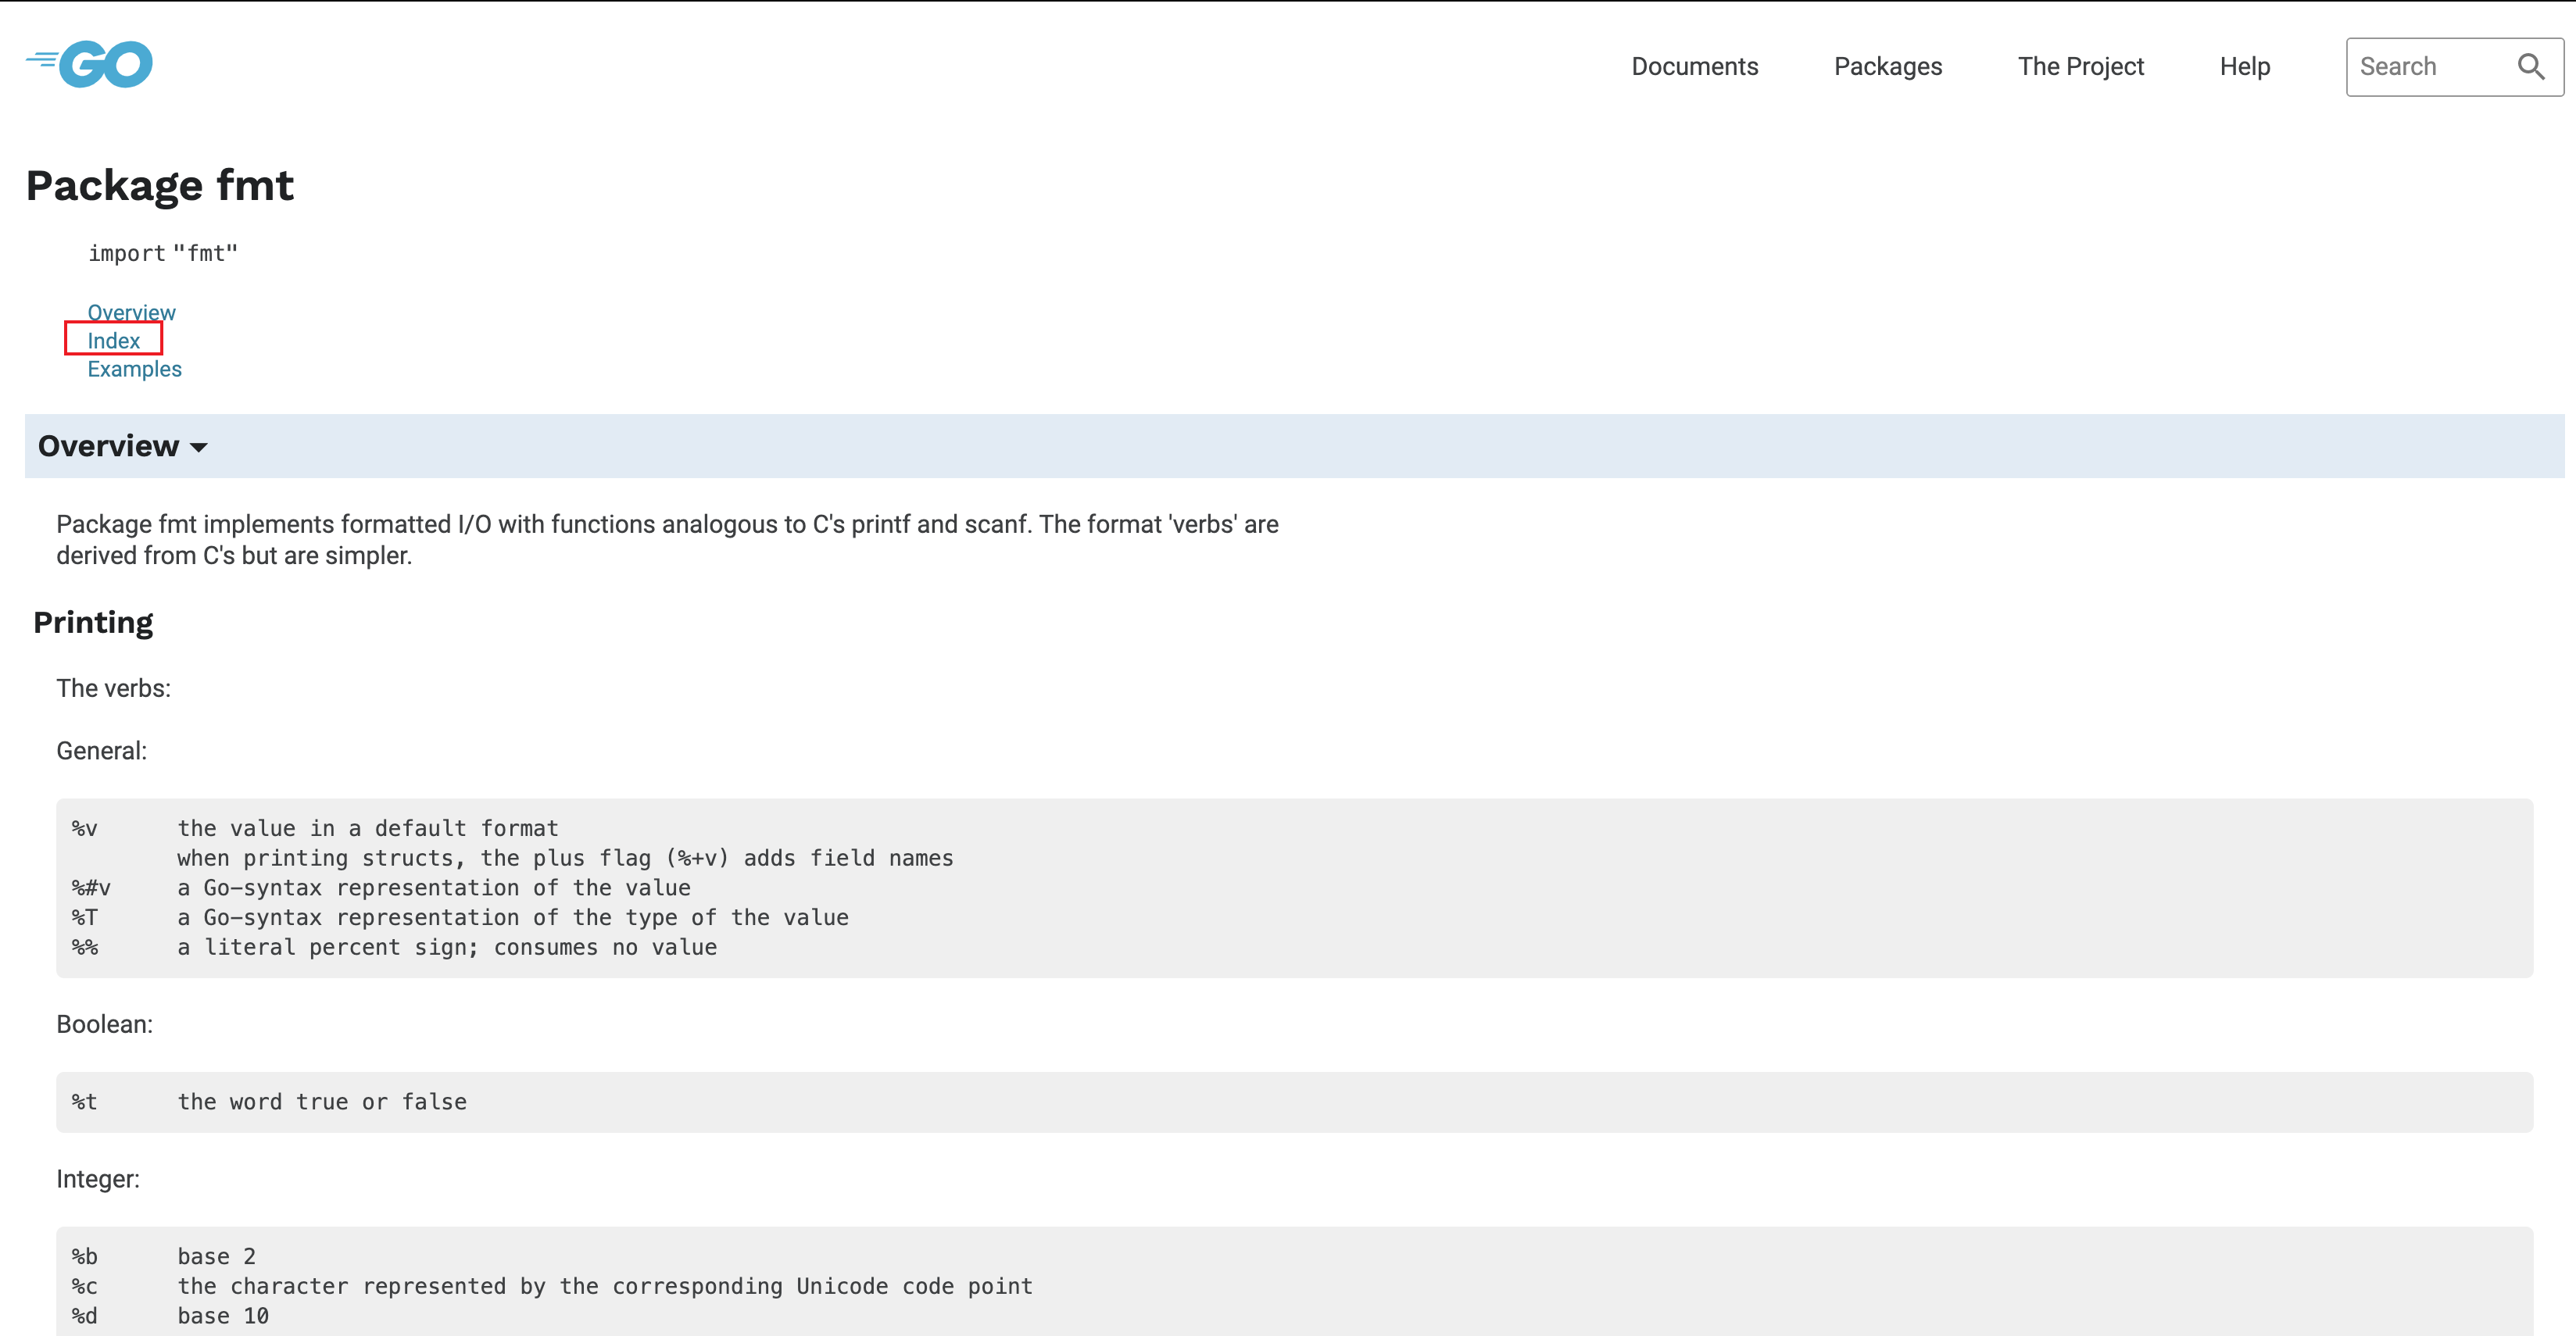 GO
Documents Packages The Project Help Search
Package fmt
import "fmt"
Overview
Index
Examples
Overview
Package fmt implements formatted I/O with functions analogous to C's printf and scanf. The format 'verbs' are
derived from C's but are simpler.
Printing
The verbs:
General:
%v the value in a default format
when printing structs, the plus flag (%+v) adds field names
%#v a Go-syntax representation of the value
%T a Go-syntax representation of the type of the value
%% a literal percent sign; consumes no value
Boolean:
%t the word true or false
Integer:
%b base 2
%c the character represented by the corresponding Unicode code point
%d base 10